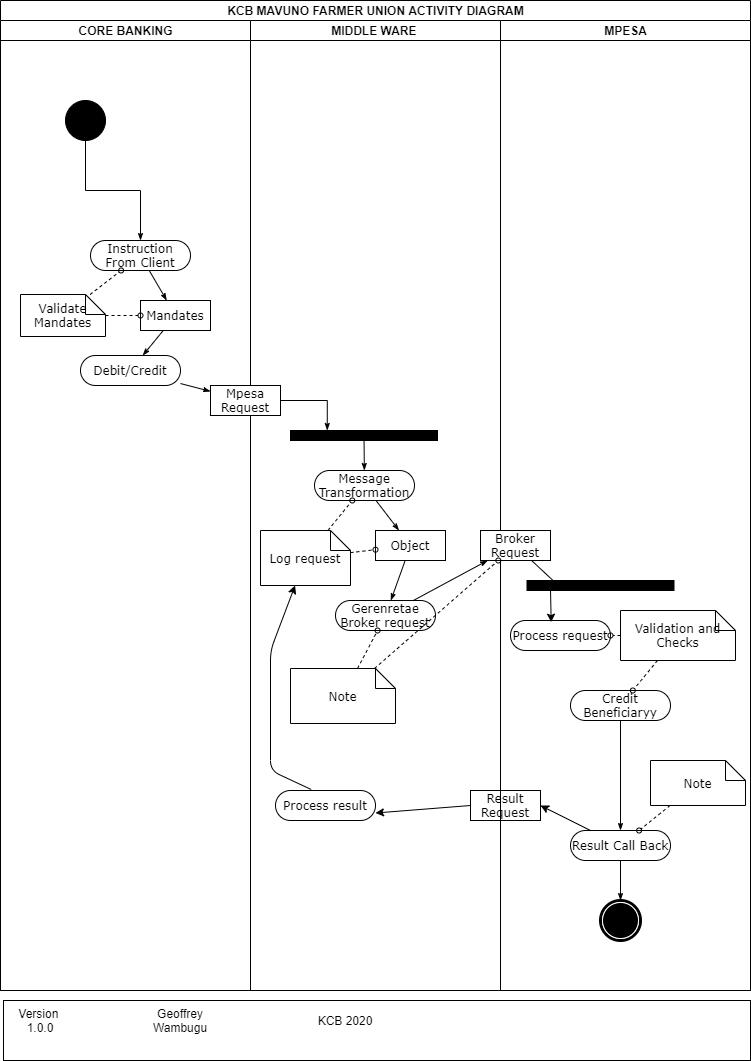 KCB MAVUNO FARMER UNION ACTIVITY DIAGRAM
CORE BANKING
MIDDLE WARE
MPESA
Instruction
From Client
Validate
Mandates
Mandates
Debit/Credit
Mpesa
Request
Message
Transformation
Log request
Object
Broker
Request
Gerenretae
Broker request
Process request
Validation and
Checks
Note
Credit
Beneficiaryy
Note
Process result
Result
Request
Result Call Back
Version
1.0.0
Geoffrey
Wambugu
KCB 2020